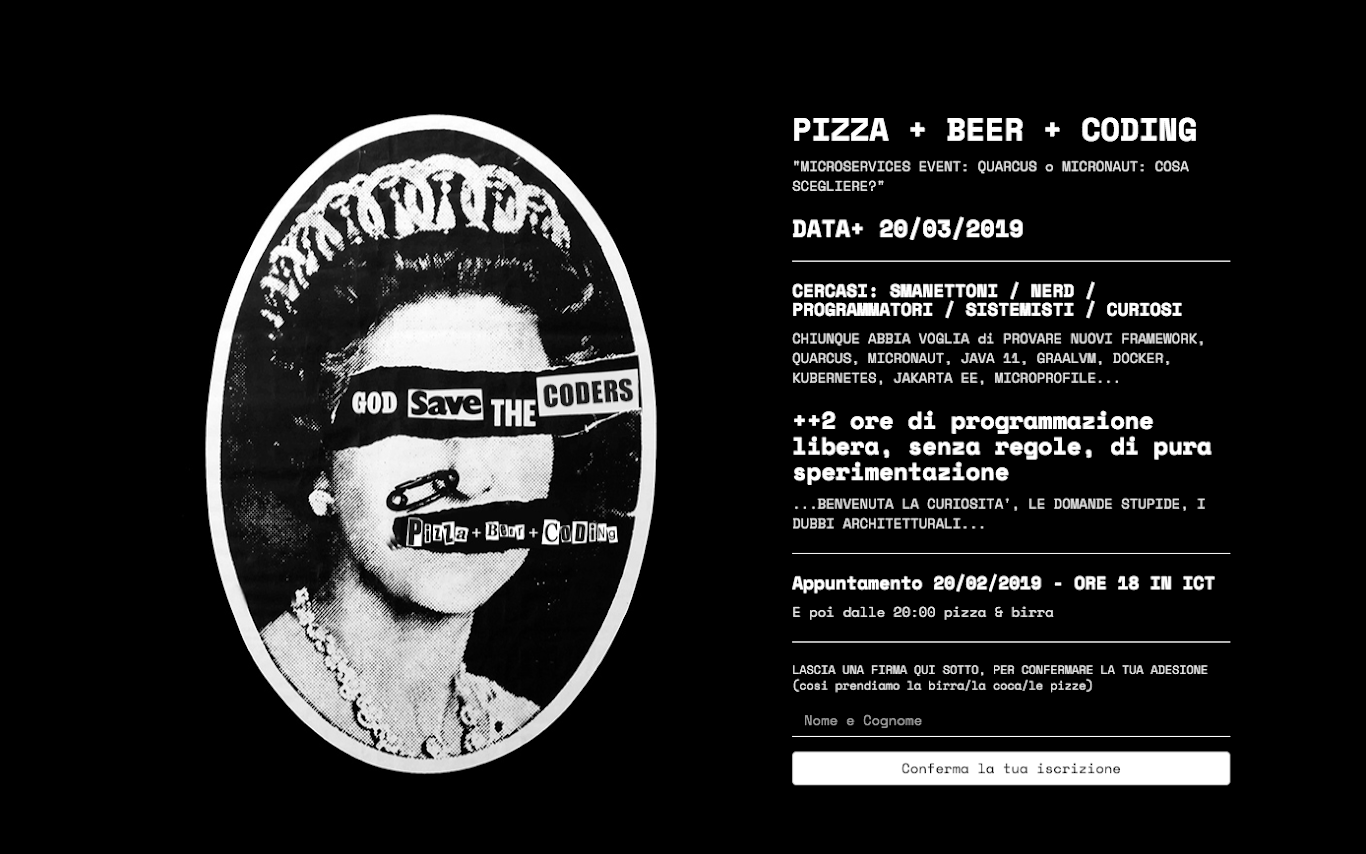 GOD Save THE CODERS
Pizza + Beer + Coding
PIZZA + BEER + CODING
"MICROSERVICES EVENT: QUARCUS o MICRONAUT: COSA
SCEGLIERE?"
DATA+ 20/03/2019
CERCASI: SMANETTONI / NERD /
PROGRAMMATORI / SISTEMISTI / CURIOSI
CHIUNQUE ABBIA VOGLIA di PROVARE NUOVI FRAMEWORK,
QUARCUS, MICRONAUT, JAVA 11, GRAALVM, DOCKER,
KUBERNETES, JAKARTA EE, MICROPROFILE...
++2 ore di programmazione
libera, senza regole, di pura
sperimentazione
...BENVENUTA LA CURIOSITA', LE DOMANDE STUPIDE, I
DUBBI ARCHITETTURALI...
Appuntamento 20/02/2019 - ORE 18 IN ICT
E poi dalle 20:00 pizza & birra
LASCIA UNA FIRMA QUI SOTTO, PER CONFERMARE LA TUA ADESIONE
(cosi prendiamo la birra/la coca/le pizze)
Nome e Cognome
Conferma la tua iscrizione